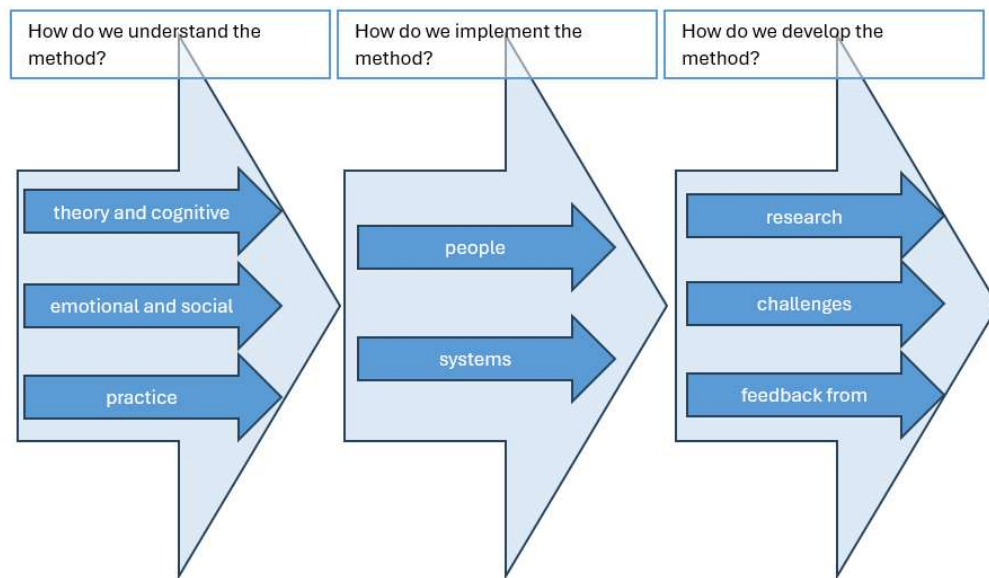 How do we understand the
method?
theory and cognitive
emotional and social
practice
How do we implement the
method?
people
systems
How do we develop the
method?
research
challenges
feedback from